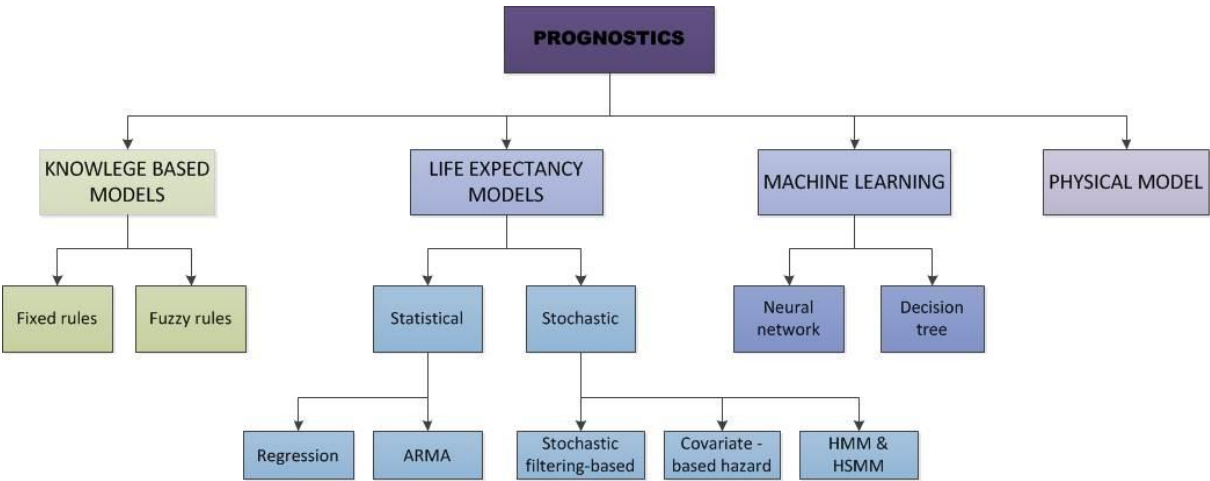 PROGNOSTICS
KNOWLEGE BASED
MODELS
LIFE EXPECTANCY
MODELS
MACHINE LEARNING
PHYSICAL MODEL
Fixed rules
Fuzzy rules
Statistical
Stochastic
Neural
network
Decision
tree
Regression
ARMA
Stochastic
filtering-based
Covariate -
based hazard
HMM &
HSMM